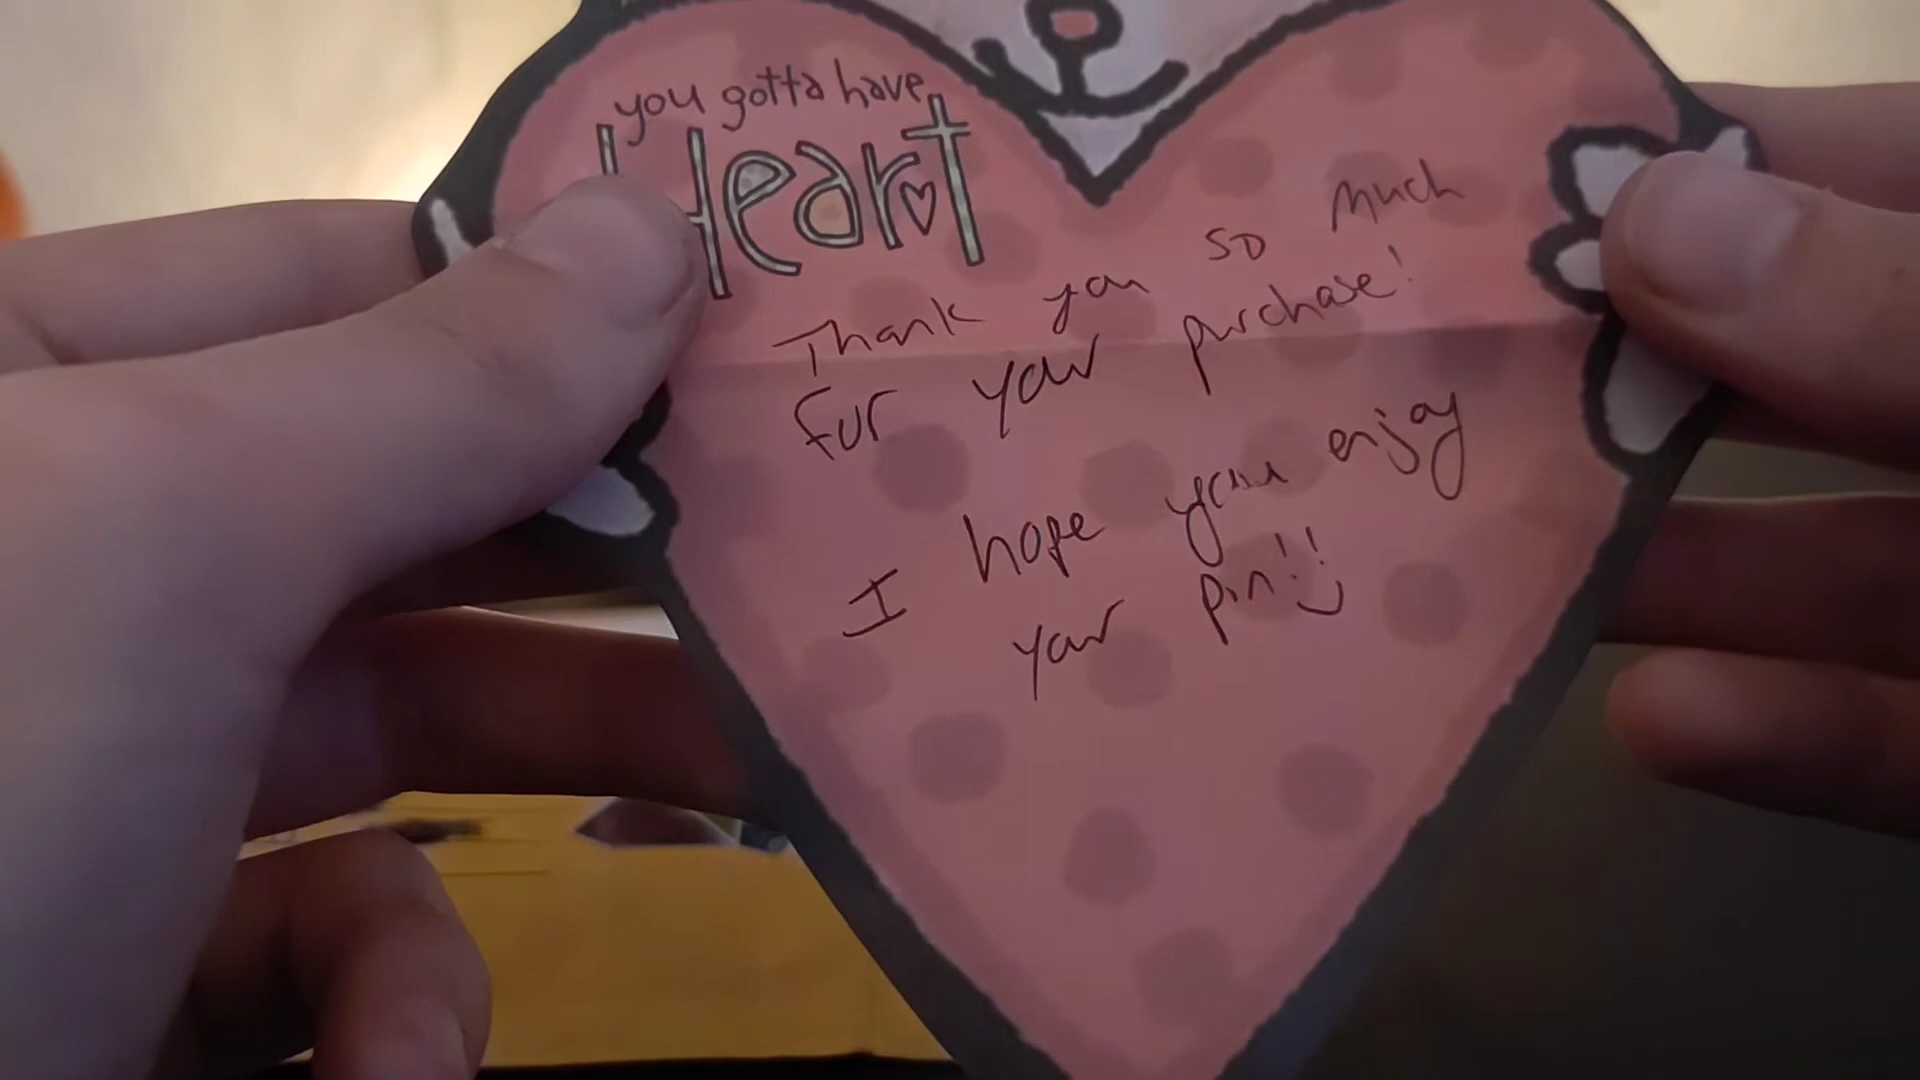 you gotta have
Heart
Thank you so much
for your purchase!
I hope you enjoy
your pin!!